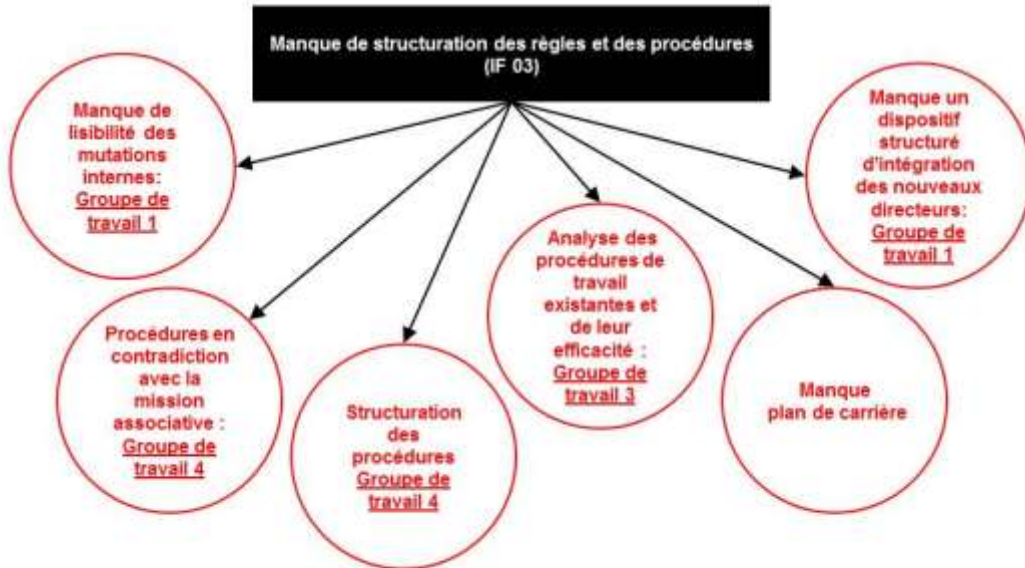 Manque de structuration des règles et des procédures
(IF 03)
Manque de
lisibilité des
mutations
internes:
Groupe de
travail 1
Manque un
dispositif
structuré
d'intégration
des nouveaux
directeurs:
Groupe de
travail 1
Analyse des
procédures de
travail
existantes et
de leur
efficacité :
Groupe de
travail 3
Procédures en
contradiction
avec la
mission
associative :
Groupe de
travail 4
Structuration
des
procédures
Groupe de
travail 4
Manque
plan de carrière